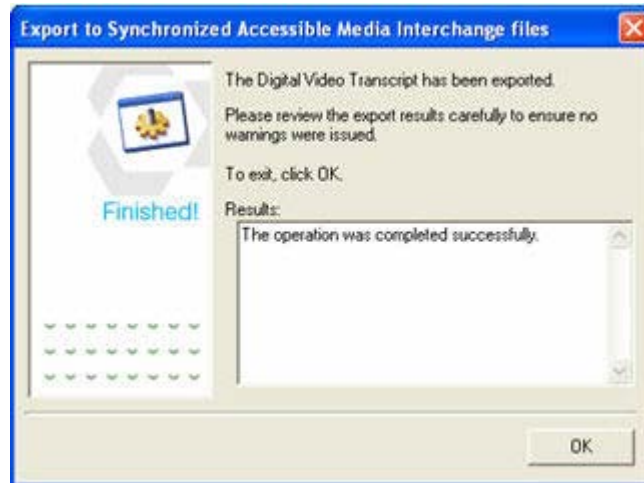 Export to Synchronized Accessible Media Interchange files
The Digital Video Transcript has been exported.
Please review the export results carefully to ensure no
warnings were issued.
To exit, click OK.
Finished!
Results:
The operation was completed successfully.
OK